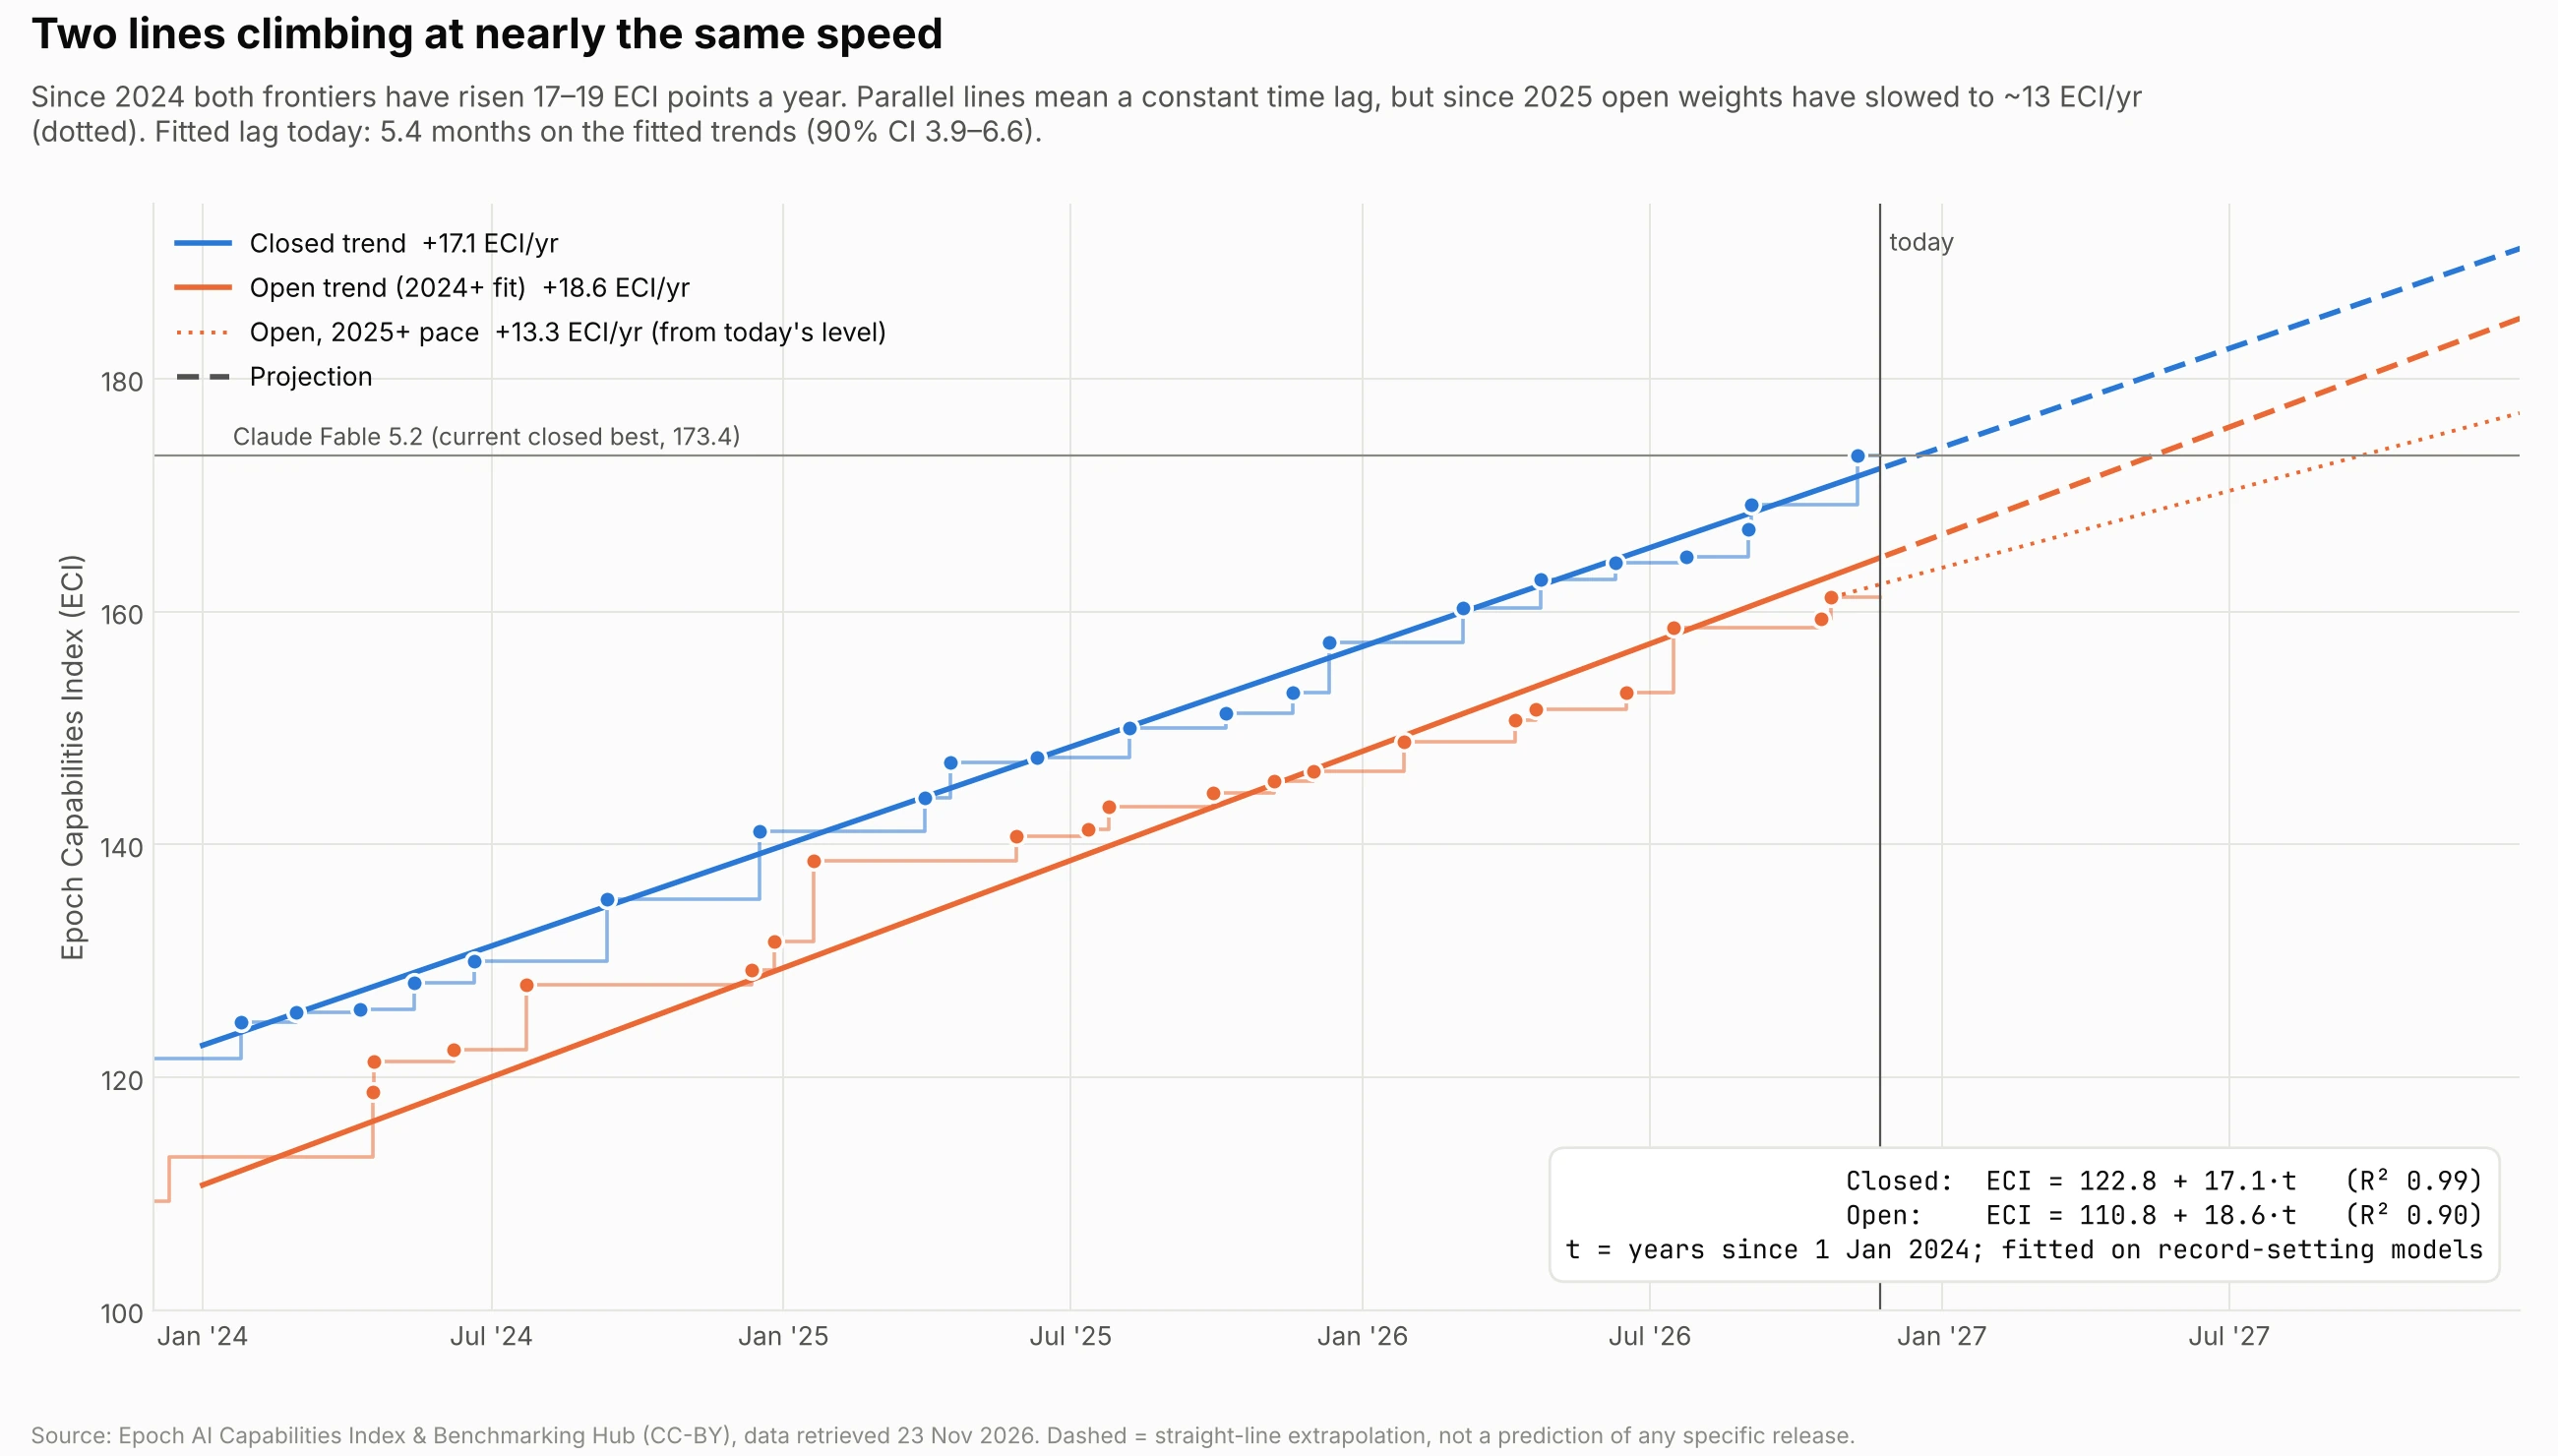 Two lines climbing at nearly the same speed
Since 2024 both frontiers have risen 17–19 ECI points a year. Parallel lines mean a constant time lag, but since 2025 open weights have slowed to ~13 ECI/yr
(dotted). Fitted lag today: 5.4 months on the fitted trends (90% CI 3.9–6.6).
Closed trend +17.1 ECI/yr
Open trend (2024+ fit) +18.6 ECI/yr
Open, 2025+ pace +13.3 ECI/yr (from today's level)
Projection
today
Claude Fable 5.2 (current closed best, 173.4)
Epoch Capabilities Index (ECI)
180
160
140
120
100
Closed: ECI = 122.8 + 17.1·t (R² 0.99)
Open: ECI = 110.8 + 18.6·t (R² 0.90)
t = years since 1 Jan 2024; fitted on record-setting models
Jan '24
Jul '24
Jan '25
Jul '25
Jan '26
Jul '26
Jan '27
Jul '27
Source: Epoch AI Capabilities Index & Benchmarking Hub (CC-BY), data retrieved 23 Nov 2026. Dashed = straight-line extrapolation, not a prediction of any specific release.